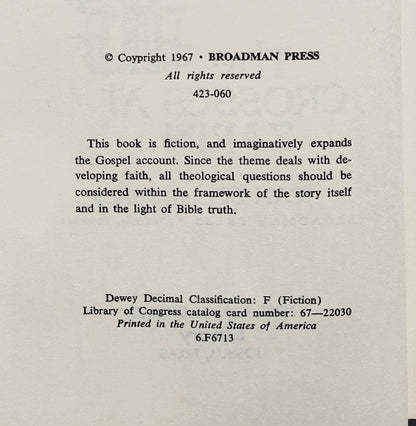 © Coypright 1967 • BROADMAN PRESS
All rights reserved
423-060
This book is fiction, and imaginatively expands
the Gospel account. Since the theme deals with de-
veloping faith, all theological questions should be
considered within the framework of the story itself
and in the light of Bible truth.
Dewey Decimal Classification: F (Fiction)
Library of Congress catalog card number: 67—22030
Printed in the United States of America
6.F6713